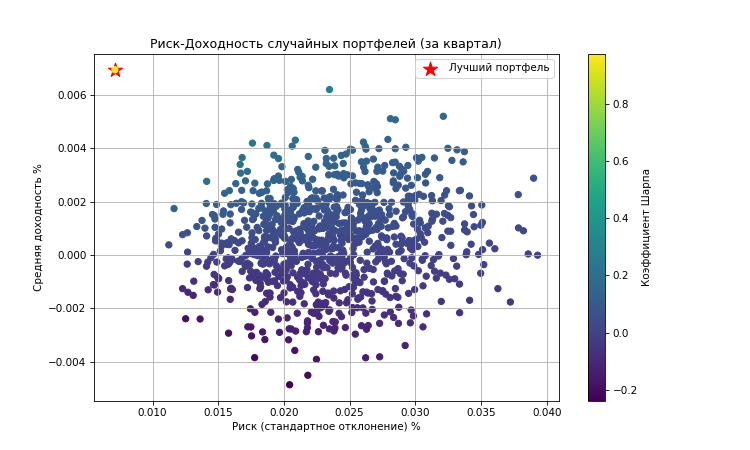 Риск-Доходность случайных портфелей (за квартал)
Лучший портфель
Средняя доходность %
0.006
0.004
0.002
0.000
−0.002
−0.004
0.010 0.015 0.020 0.025 0.030 0.035 0.040
Риск (стандартное отклонение) %
0.8
0.6
0.4
0.2
0.0
−0.2
Коэффициент Шарпа